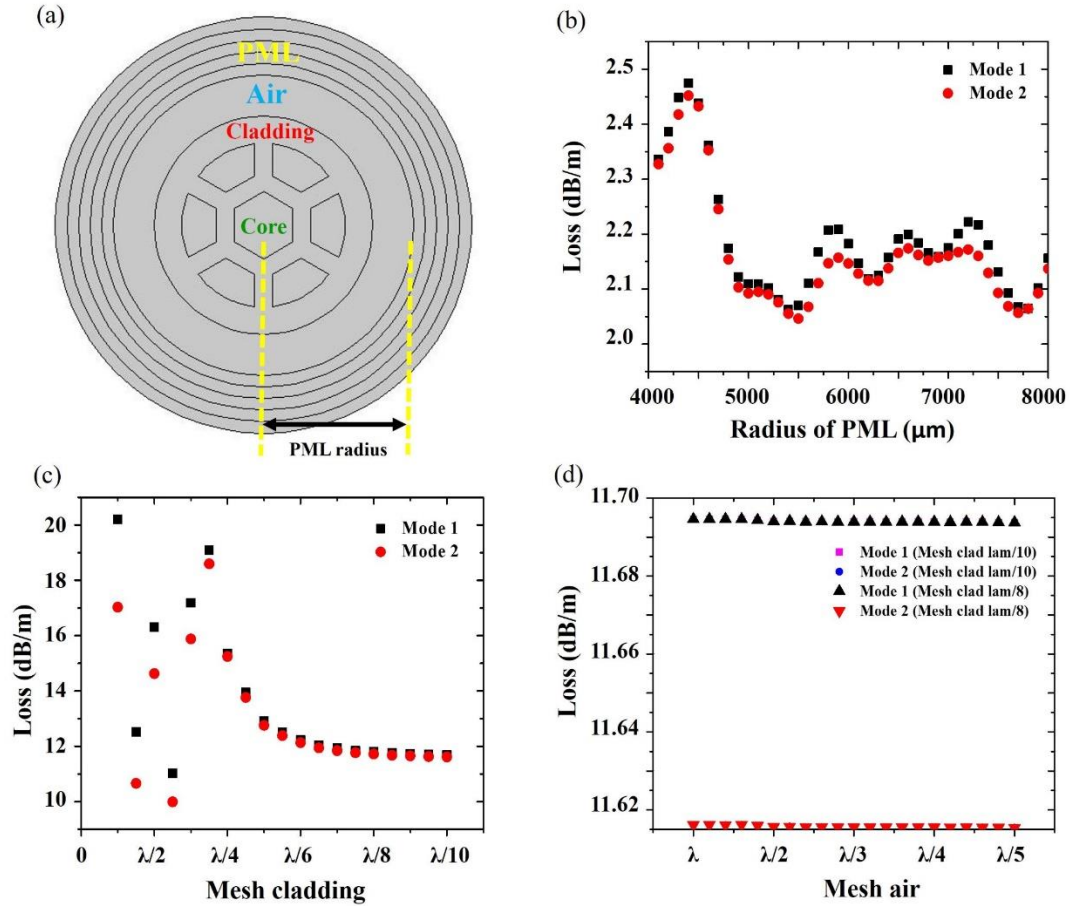 (a)
PML
Air
Cladding
Core
PML radius
(b)
Loss (dB/m)
2.5
2.4
2.3
2.2
2.1
2.0
Mode 1
Mode 2
4000 5000 6000 7000 8000
Radius of PML (μm)
(c)
Loss (dB/m)
20
18
16
14
12
10
Mode 1
Mode 2
0 λ/2 λ/4 λ/6 λ/8 λ/10
Mesh cladding
(d)
Loss (dB/m)
11.70
11.68
11.66
11.64
11.62
Mode 1 (Mesh clad lam/10)
Mode 2 (Mesh clad lam/10)
Mode 1 (Mesh clad lam/8)
Mode 2 (Mesh clad lam/8)
λ λ/2 λ/3 λ/4 λ/5
Mesh air